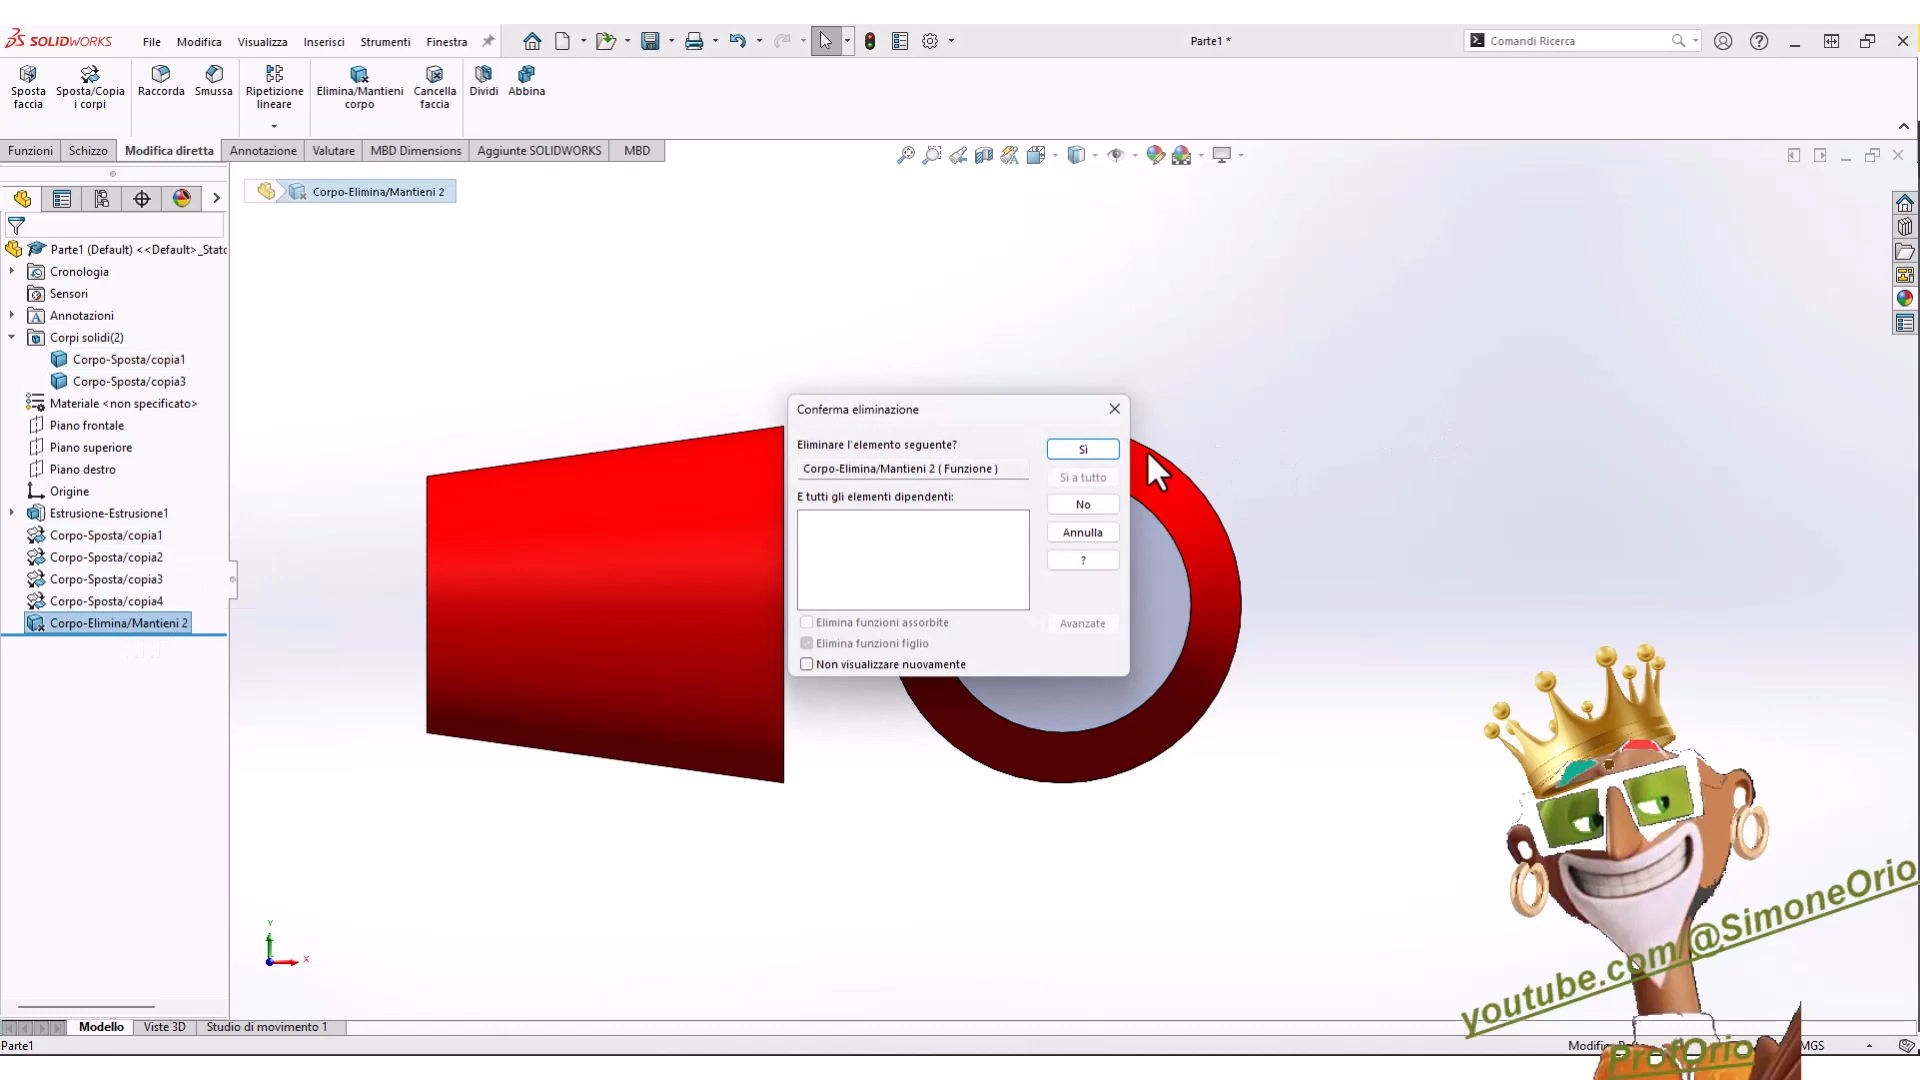 SOLIDWORKS
File
Modifica
Visualizza
Inserisci
Strumenti
Finestra
Parte1 *
Comandi Ricerca
Sposta faccia
Sposta/Copia i corpi
Raccorda
Smussa
Ripetizione lineare
Elimina/Mantieni corpo
Cancella faccia
Dividi
Abbina
Funzioni
Schizzo
Modifica diretta
Annotazione
Valutare
MBD Dimensions
Aggiunte SOLIDWORKS
MBD
Corpo-Elimina/Mantieni 2
Parte1 (Default) <<Default>_Stato
Cronologia
Sensori
Annotazioni
Corpi solidi(2)
Corpo-Sposta/copia1
Corpo-Sposta/copia3
Materiale <non specificato>
Piano frontale
Piano superiore
Piano destro
Origine
Estrusione-Estrusione1
Corpo-Sposta/copia1
Corpo-Sposta/copia2
Corpo-Sposta/copia3
Corpo-Sposta/copia4
Corpo-Elimina/Mantieni 2
Conferma eliminazione
Eliminare l'elemento seguente?
Corpo-Elimina/Mantieni 2 ( Funzione )
E tutti gli elementi dipendenti:
Sì
Sì a tutto
No
Annulla
?
Elimina funzioni assorbite
Avanzate
Elimina funzioni figlio
Non visualizzare nuovamente
Y
X
youtube.com/@SimoneOrio
ProfOrio
Modello
Viste 3D
Studio di movimento 1
Parte1
MGS